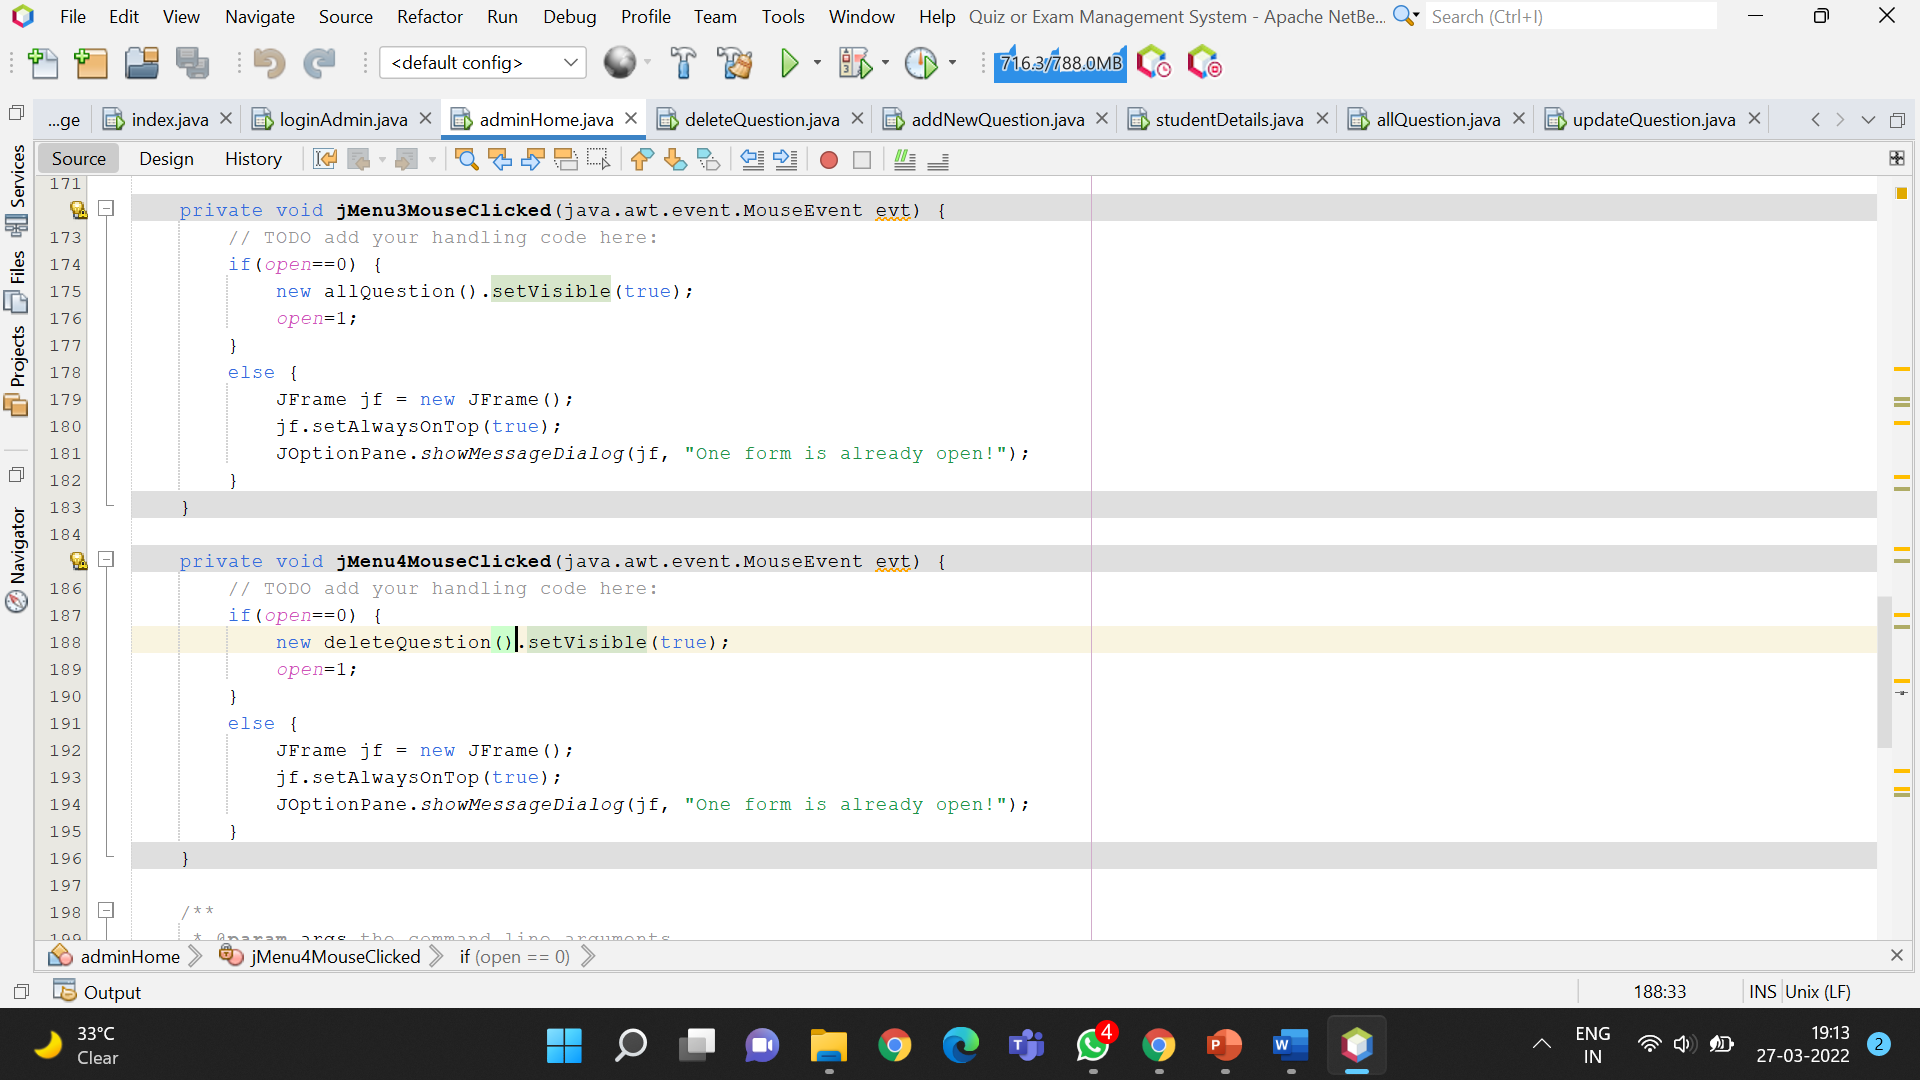 File Edit View Navigate Source Refactor Run Debug Profile Team Tools Window Help Quiz or Exam Management System - Apache NetBe... Search (Ctrl+I)
<default config> 716.3/788.0MB
...ge index.java loginAdmin.java adminHome.java deleteQuestion.java addNewQuestion.java studentDetails.java allQuestion.java updateQuestion.java
Source Design History
Services
Files
Projects
Navigator
171
private void jMenu3MouseClicked(java.awt.event.MouseEvent evt) {
173 // TODO add your handling code here:
174 if(open==0) {
175 new allQuestion().setVisible(true);
176 open=1;
177 }
178 else {
179 JFrame jf = new JFrame();
180 jf.setAlwaysOnTop(true);
181 JOptionPane.showMessageDialog(jf, "One form is already open!");
182 }
183 }
184
private void jMenu4MouseClicked(java.awt.event.MouseEvent evt) {
186 // TODO add your handling code here:
187 if(open==0) {
188 new deleteQuestion().setVisible(true);
189 open=1;
190 }
191 else {
192 JFrame jf = new JFrame();
193 jf.setAlwaysOnTop(true);
194 JOptionPane.showMessageDialog(jf, "One form is already open!");
195 }
196 }
197
198 /**
199 * @param args the command line arguments
adminHome jMenu4MouseClicked if (open == 0)
Output 188:33 INS Unix (LF)
33°C
Clear
4
ENG
IN
19:13
27-03-2022
2